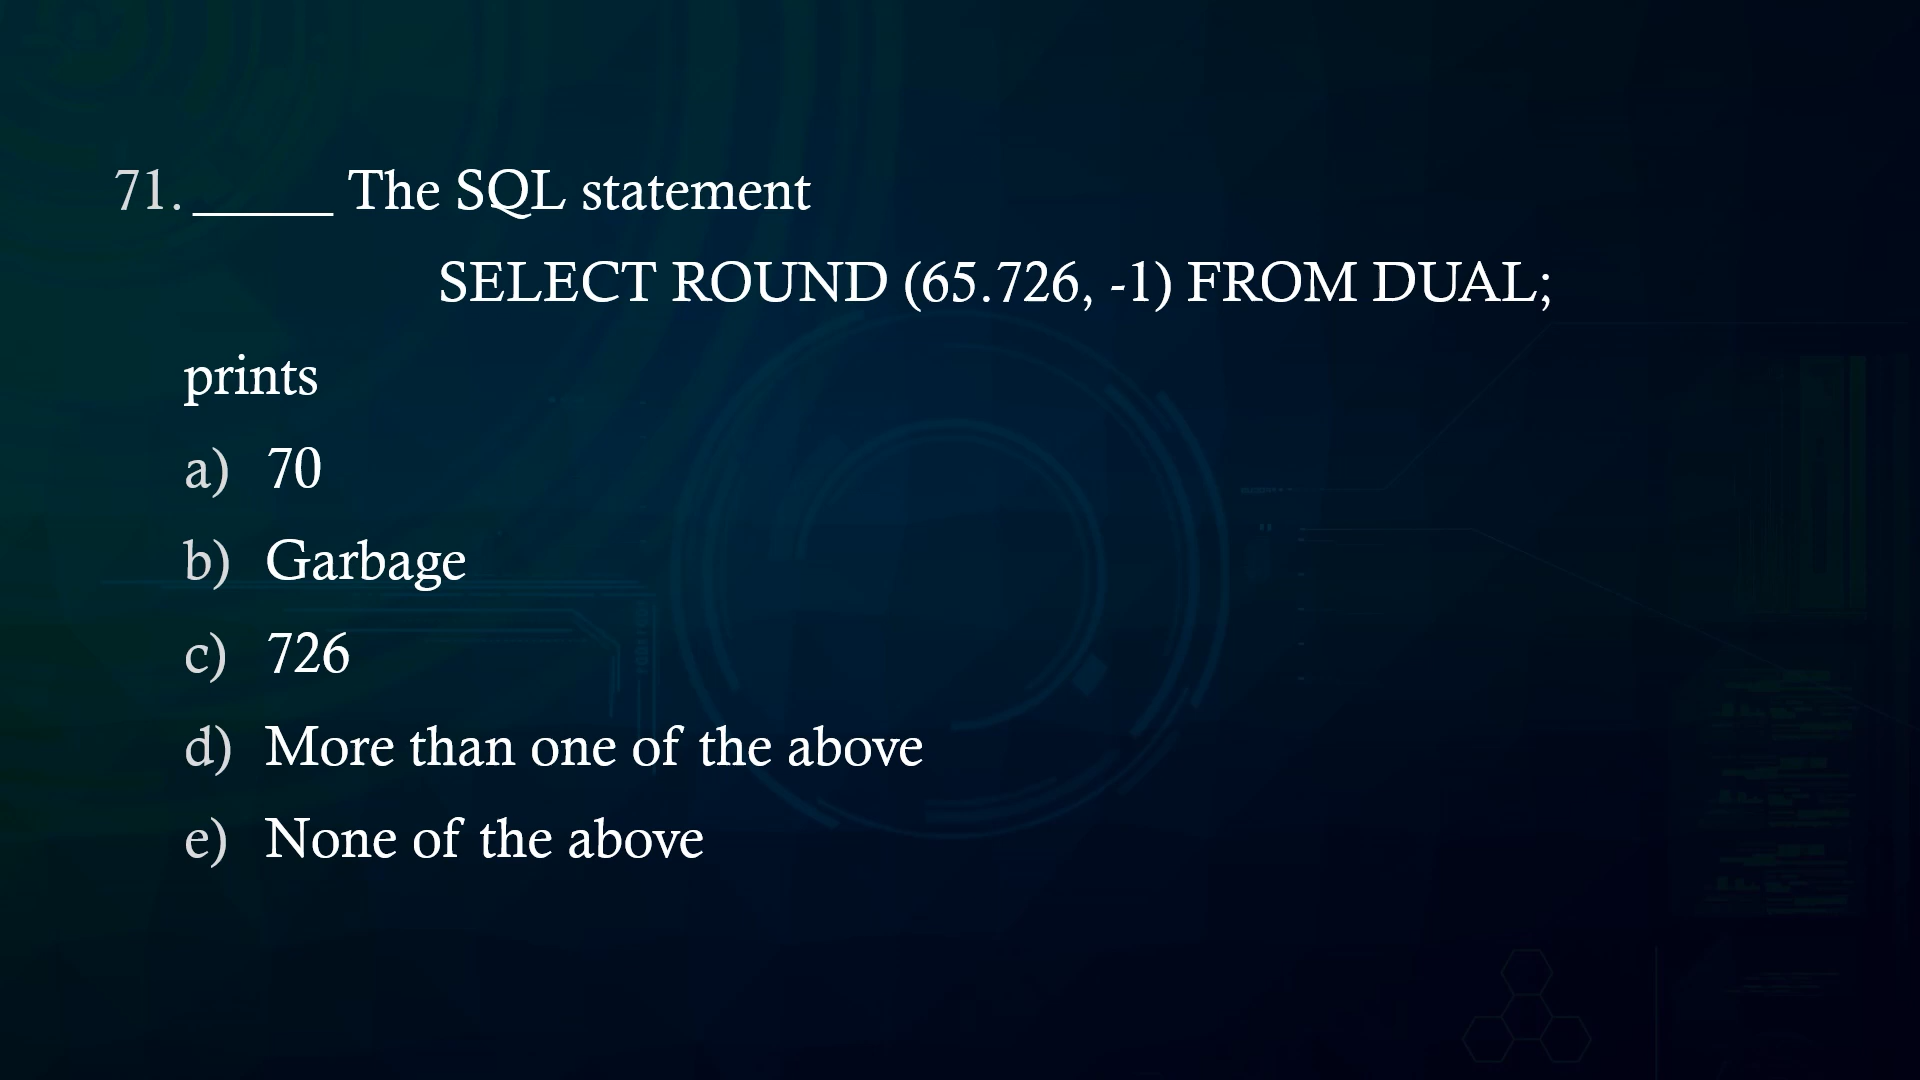 71. _____ The SQL statement
SELECT ROUND (65.726, -1) FROM DUAL;
prints
a) 70
b) Garbage
c) 726
d) More than one of the above
e) None of the above